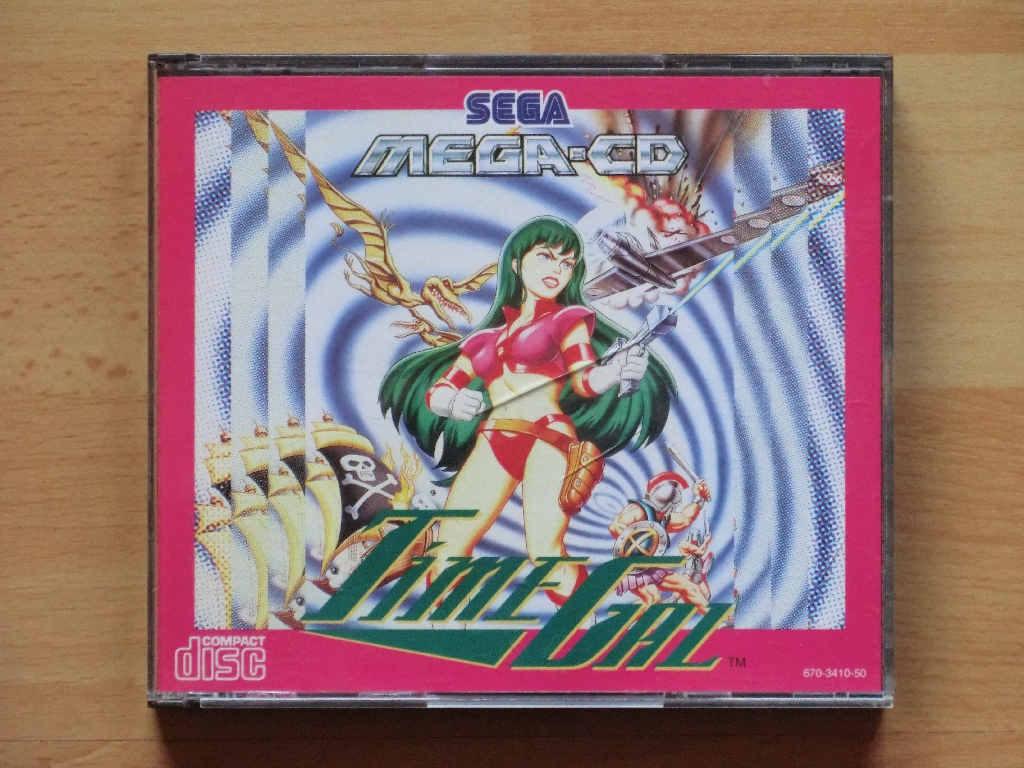 SEGA
MEGA-CD
TIME GAL
TM
COMPACT
disc
670-3410-50